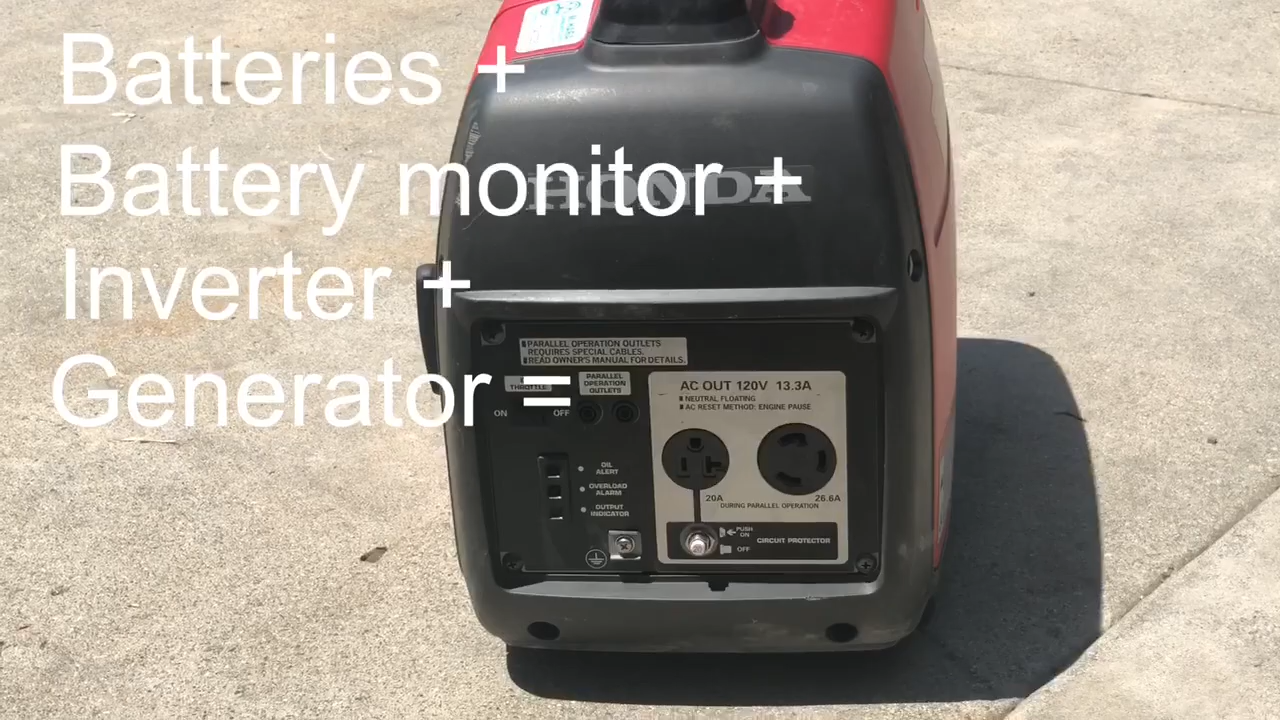 Batteries +
Battery monitor +
Inverter +
Generator =
HONDA
PARALLEL OPERATION OUTLETS
REQUIRES SPECIAL CABLES.
READ OWNER'S MANUAL FOR DETAILS.
THROTTLE
ON OFF
PARALLEL
OPERATION
OUTLETS
AC OUT 120V 13.3A
NEUTRAL FLOATING
AC RESET METHOD: ENGINE PAUSE
OIL
ALERT
OVERLOAD
ALARM
OUTPUT
INDICATOR
20A 26.6A
DURING PARALLEL OPERATION
PUSH
ON
OFF
CIRCUIT PROTECTOR